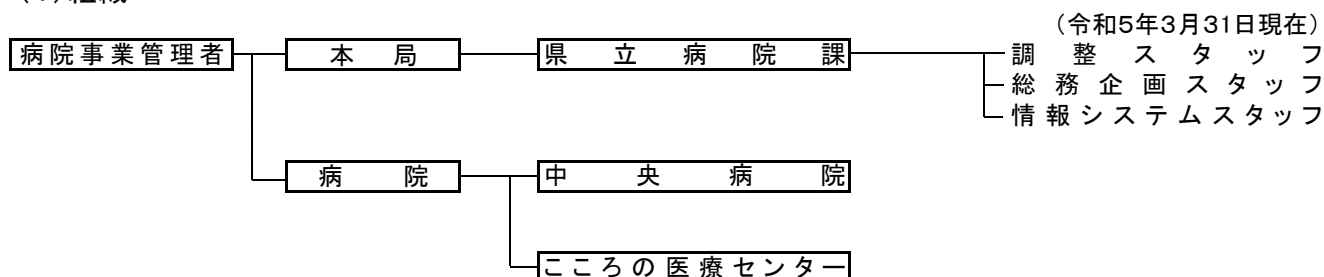 (令和5年3月31日現在)
病院事業管理者 本局 県立病院課 調整スタッフ
総務企画スタッフ
情報システムスタッフ
病院 中央病院
こころの医療センター